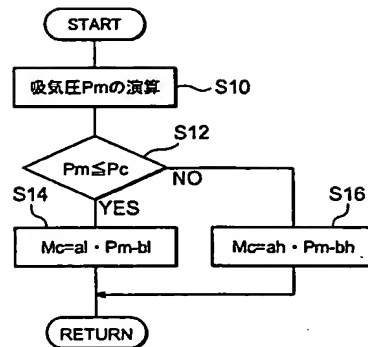 START
吸気圧Pmの演算
S10
S12
Pm≦Pc
NO
S14
YES
S16
Mc=al・Pm-bl
Mc=ah・Pm-bh
RETURN